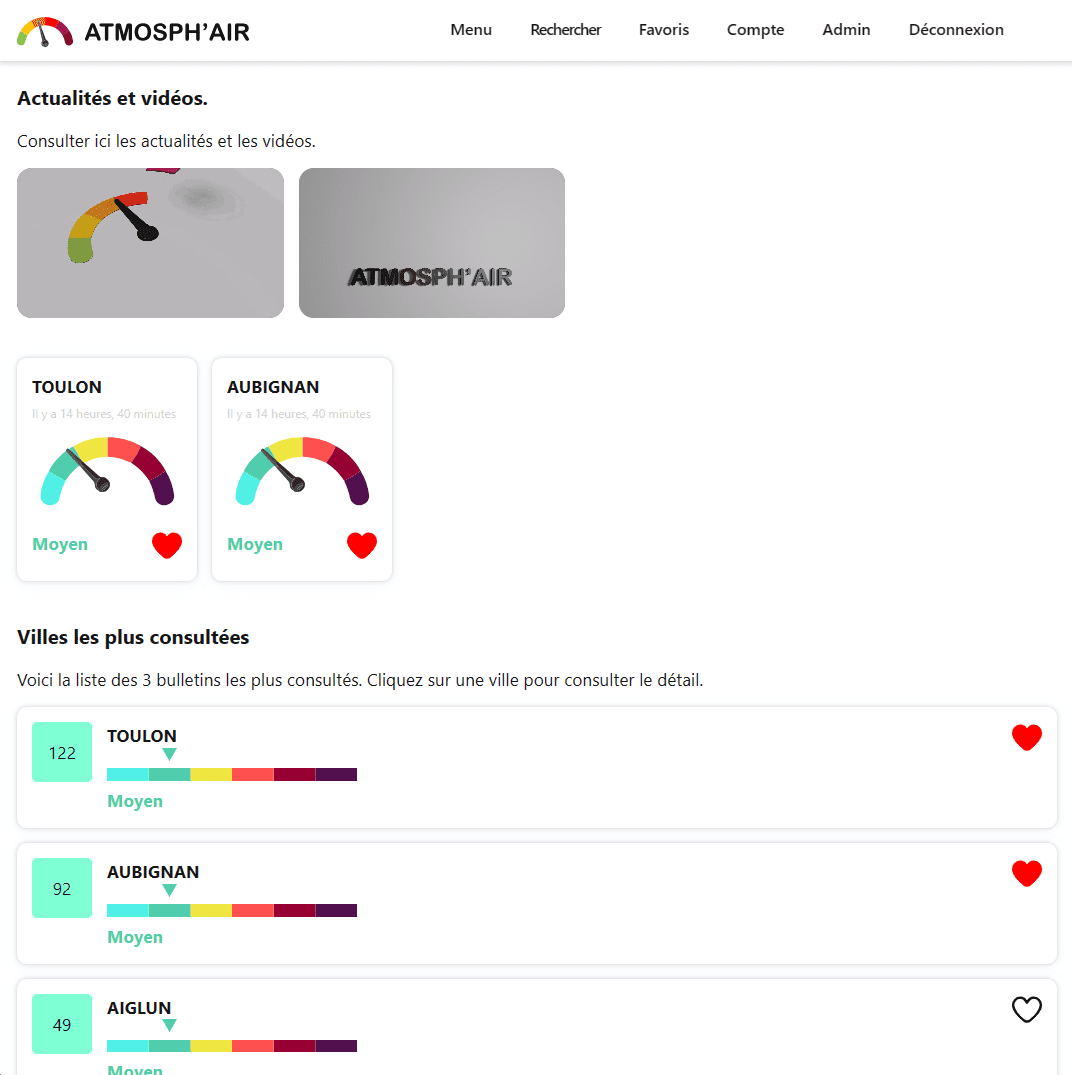 ATMOSPH'AIR
Menu
Rechercher
Favoris
Compte
Admin
Déconnexion
Actualités et vidéos.
Consulter ici les actualités et les vidéos.
ATMOSPH'AIR
TOULON
Il y a 14 heures, 40 minutes
Moyen
AUBIGNAN
Il y a 14 heures, 40 minutes
Moyen
Villes les plus consultées
Voici la liste des 3 bulletins les plus consultés. Cliquez sur une ville pour consulter le détail.
122
TOULON
Moyen
92
AUBIGNAN
Moyen
49
AIGLUN
Moyen